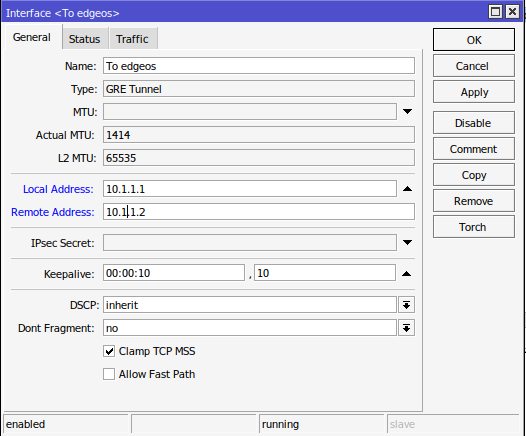 Interface <To edgeos>
General Status Traffic
OK
Name: To edgeos
Cancel
Type: GRE Tunnel
Apply
MTU:
Actual MTU: 1414
Disable
L2 MTU: 65535
Comment
Copy
Local Address: 10.1.1.1
Remove
Remote Address: 10.1.1.2
Torch
IPsec Secret:
Keepalive: 00:00:10 , 10
DSCP: inherit
Dont Fragment: no
Clamp TCP MSS
Allow Fast Path
enabled running slave